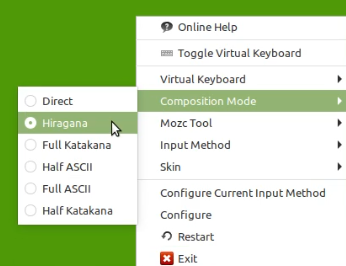 Online Help
Toggle Virtual Keyboard
Virtual Keyboard
Composition Mode
Mozc Tool
Input Method
Skin
Configure Current Input Method
Configure
Restart
Exit
Direct
Hiragana
Full Katakana
Half ASCII
Full ASCII
Half Katakana